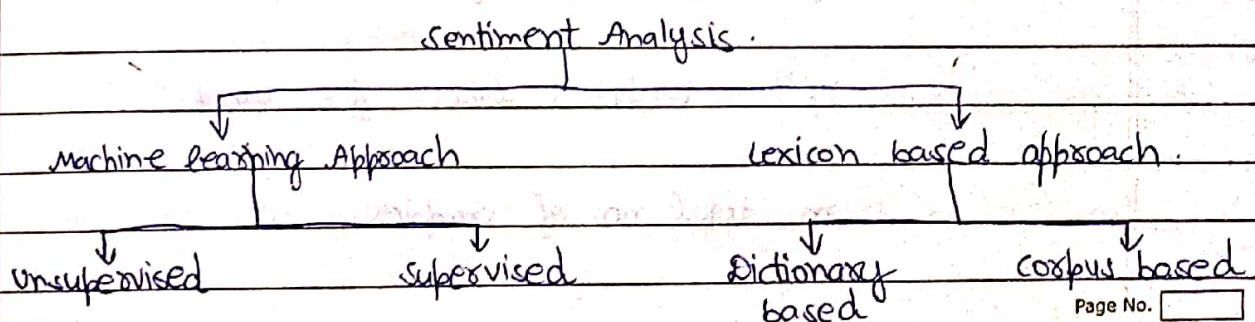 Sentiment Analysis.
Machine learning Approach
Lexicon based approach.
Unsupervised
Supervised
Dictionary based
Corpus based
Page No.